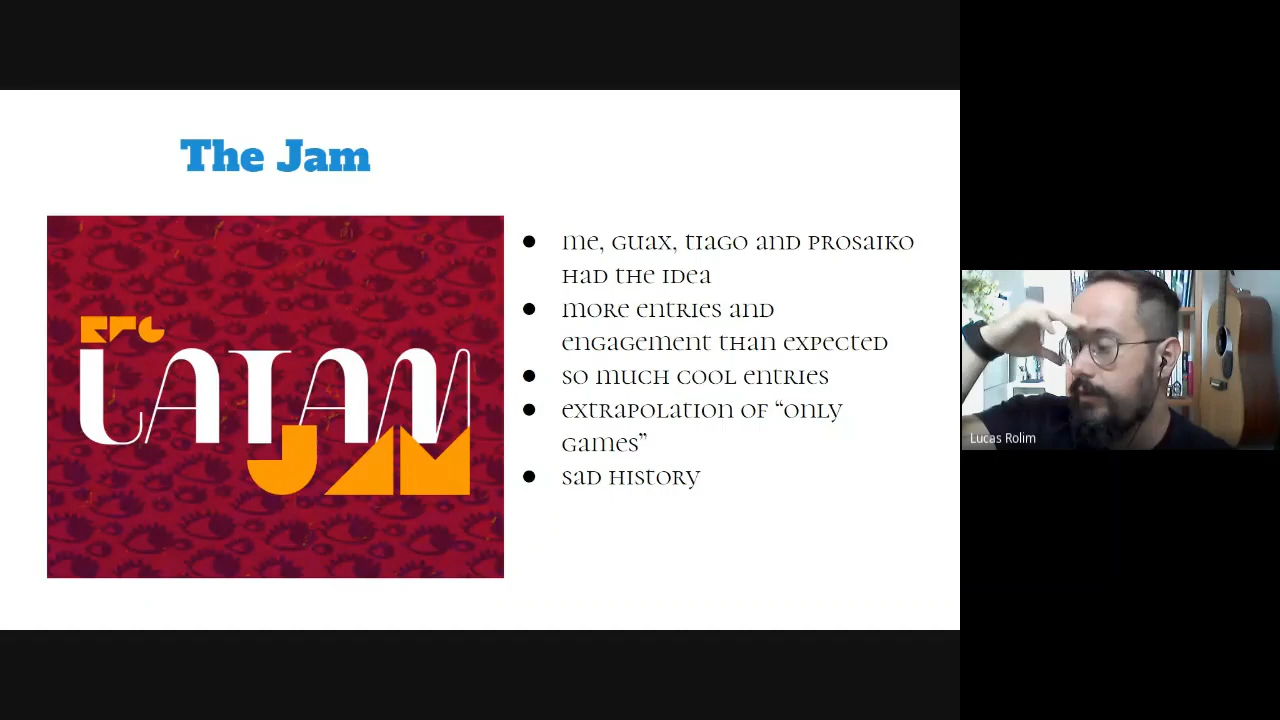 The Jam
RPG
LATAM
JAM
me, guax, tiago and prosaiko
had the idea
more entries and
engagement than expected
so much cool entries
extrapolation of “only
games”
sad history
Lucas Rolim